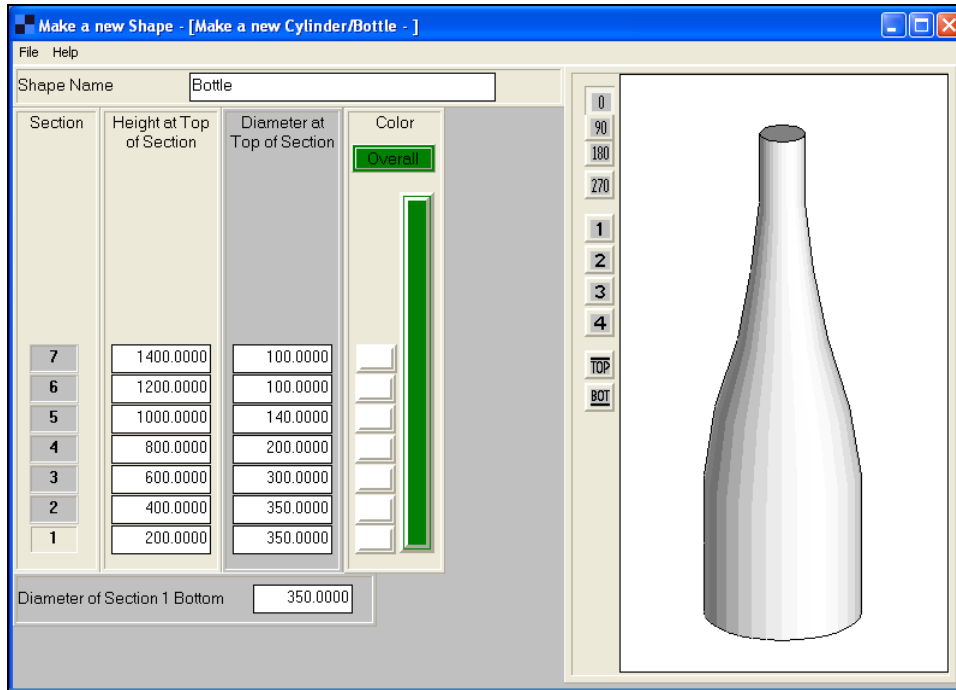 Make a new Shape - [Make a new Cylinder/Bottle - ]
File Help
Shape Name Bottle
Section Height at Top of Section Diameter at Top of Section Color
Overall
7 1400.0000 100.0000
6 1200.0000 100.0000
5 1000.0000 140.0000
4 800.0000 200.0000
3 600.0000 300.0000
2 400.0000 350.0000
1 200.0000 350.0000
Diameter of Section 1 Bottom 350.0000
0
90
180
270
1
2
3
4
TOP
BOT